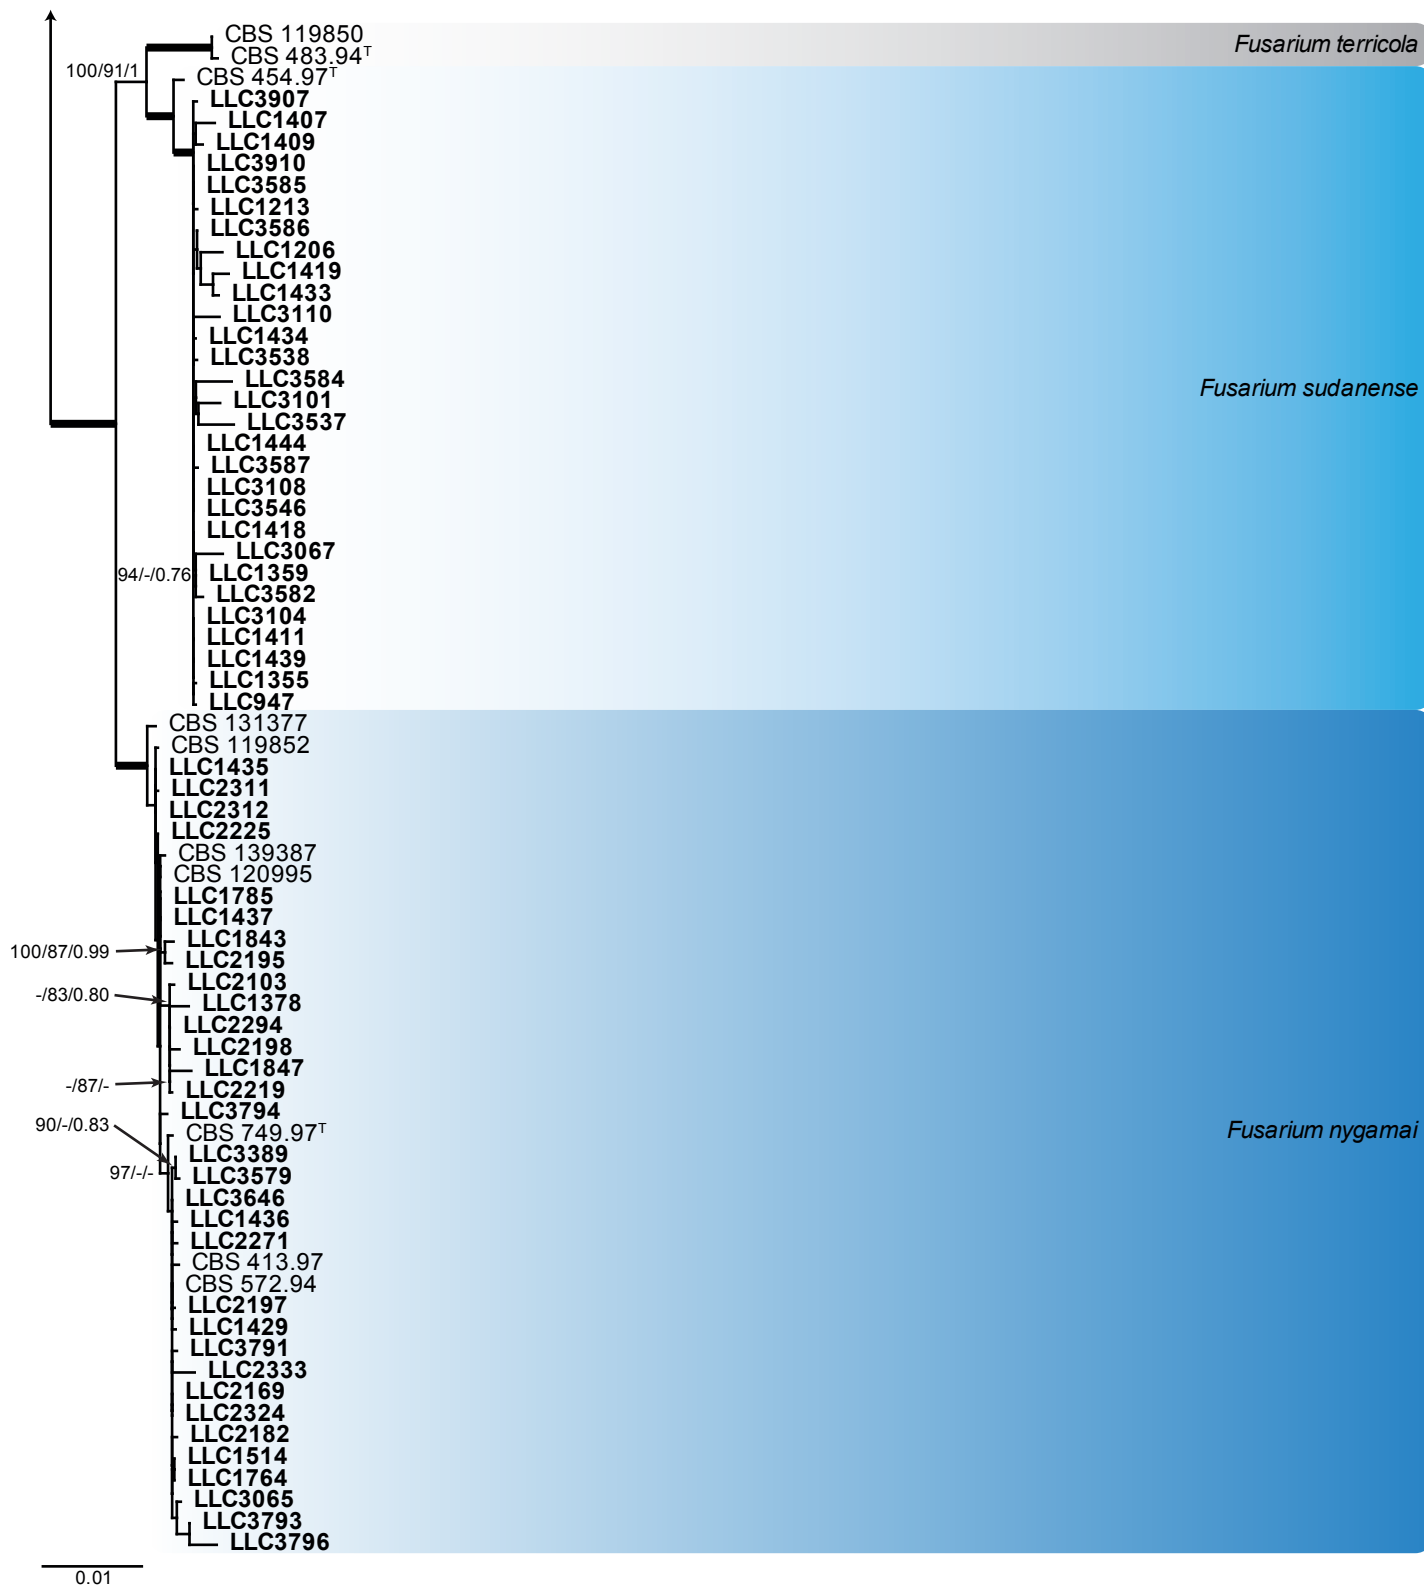 CBS 119850
Fusarium terricola
CBS 483.94ᵀ
100/91/1
CBS 454.97ᵀ
LLC3907
LLC1407
LLC1409
LLC3910
LLC3585
LLC1213
LLC3586
LLC1206
LLC1419
LLC1433
LLC3110
LLC1434
LLC3538
LLC3584
Fusarium sudanense
LLC3101
LLC3537
LLC1444
LLC3587
LLC3108
LLC3546
LLC1418
LLC3067
94/-/0.76
LLC1359
LLC3582
LLC3104
LLC1411
LLC1439
LLC1355
LLC947
CBS 131377
CBS 119852
LLC1435
LLC2311
LLC2312
LLC2225
CBS 139387
CBS 120995
LLC1785
LLC1437
LLC1843
100/87/0.99
LLC2195
LLC2103
-/83/0.80
LLC1378
LLC2294
LLC2198
LLC1847
-/87/-
LLC2219
LLC3794
90/-/0.83
CBS 749.97ᵀ
Fusarium nygamai
LLC3389
97/-/-
LLC3579
LLC3646
LLC1436
LLC2271
CBS 413.97
CBS 572.94
LLC2197
LLC1429
LLC3791
LLC2333
LLC2169
LLC2324
LLC2182
LLC1514
LLC1764
LLC3065
LLC3793
LLC3796
0.01